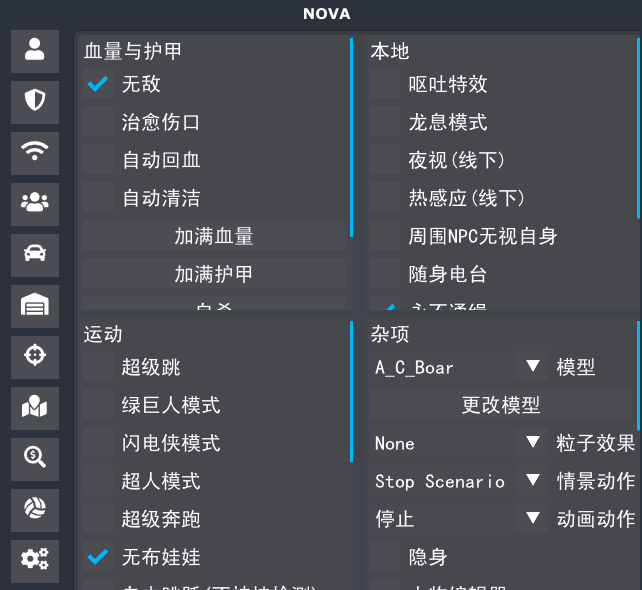 NOVA
血量与护甲
无敌
治愈伤口
自动回血
自动清洁
加满血量
加满护甲
自杀
本地
呕吐特效
龙息模式
夜视(线下)
热感应(线下)
周围NPC无视自身
随身电台
永不通缉
运动
超级跳
绿巨人模式
闪电侠模式
超人模式
超级奔跑
无布娃娃
杂项
A_C_Boar 模型
更改模型
None 粒子效果
Stop Scenario 情景动作
停止 动画动作
隐身